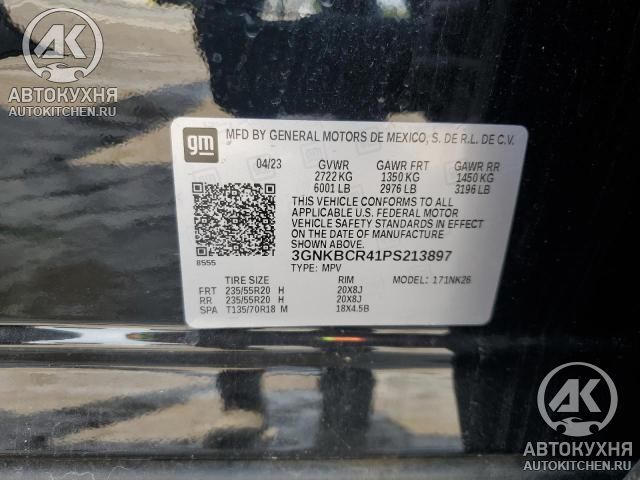 AK
АВТОКУХНЯ
AUTOKITCHEN.RU
gm
MFD BY GENERAL MOTORS DE MEXICO, S. DE R.L. DE C.V.
04/23 GVWR GAWR FRT GAWR RR
2722 KG 1350 KG 1450 KG
6001 LB 2976 LB 3196 LB
THIS VEHICLE CONFORMS TO ALL
APPLICABLE U.S. FEDERAL MOTOR
VEHICLE SAFETY STANDARDS IN EFFECT
ON THE DATE OF MANUFACTURE
SHOWN ABOVE.
3GNKBCR41PS213897
8555
TYPE: MPV
TIRE SIZE RIM MODEL: 171NK26
FRT 235/55R20 H 20X8J
RR 235/55R20 H 20X8J
SPA T135/70R18 M 18X4.5B
AK
АВТОКУХНЯ
AUTOKITCHEN.RU